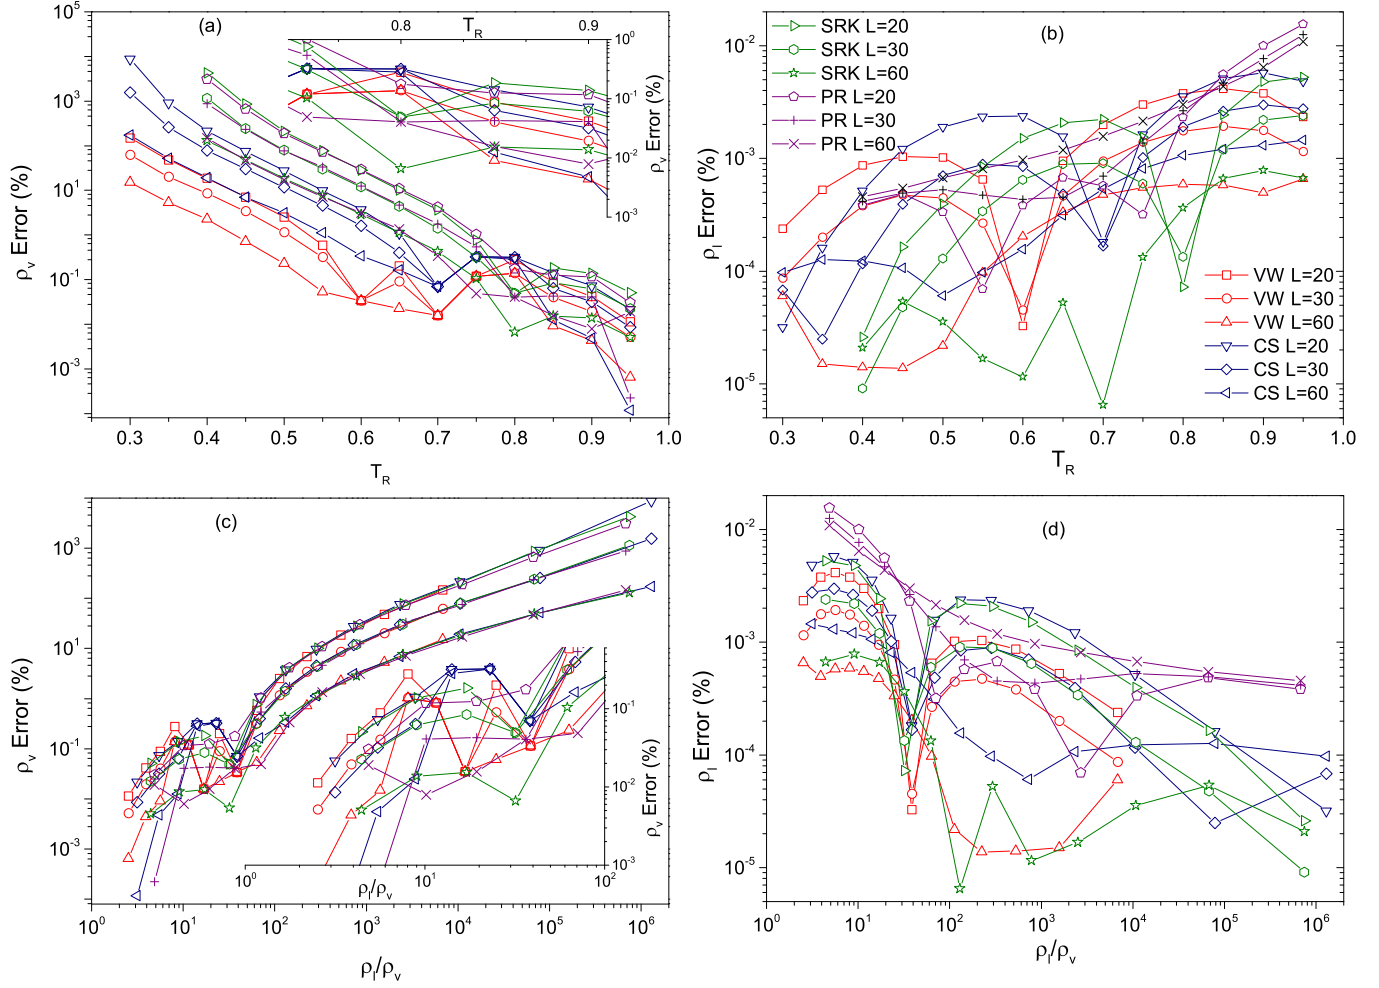 (a)
T_R
0.8
0.9
10^5
10^3
10^1
10^-1
10^-3
ρ_v Error (%)
10^0
10^-1
10^-2
10^-3
ρ_v Error (%)
0.3 0.4 0.5 0.6 0.7 0.8 0.9 1.0
T_R
(b)
SRK L=20
SRK L=30
SRK L=60
PR L=20
PR L=30
PR L=60
VW L=20
VW L=30
VW L=60
CS L=20
CS L=30
CS L=60
10^-2
10^-3
10^-4
10^-5
ρ_l Error (%)
0.3 0.4 0.5 0.6 0.7 0.8 0.9 1.0
T_R
(c)
10^3
10^1
10^-1
10^-3
ρ_v Error (%)
10^-1
10^-2
10^-3
ρ_v Error (%)
10^0 10^1 10^2
ρ_l/ρ_v
10^0 10^1 10^2 10^3 10^4 10^5 10^6
ρ_l/ρ_v
(d)
10^-2
10^-3
10^-4
10^-5
ρ_l Error (%)
10^0 10^1 10^2 10^3 10^4 10^5 10^6
ρ_l/ρ_v